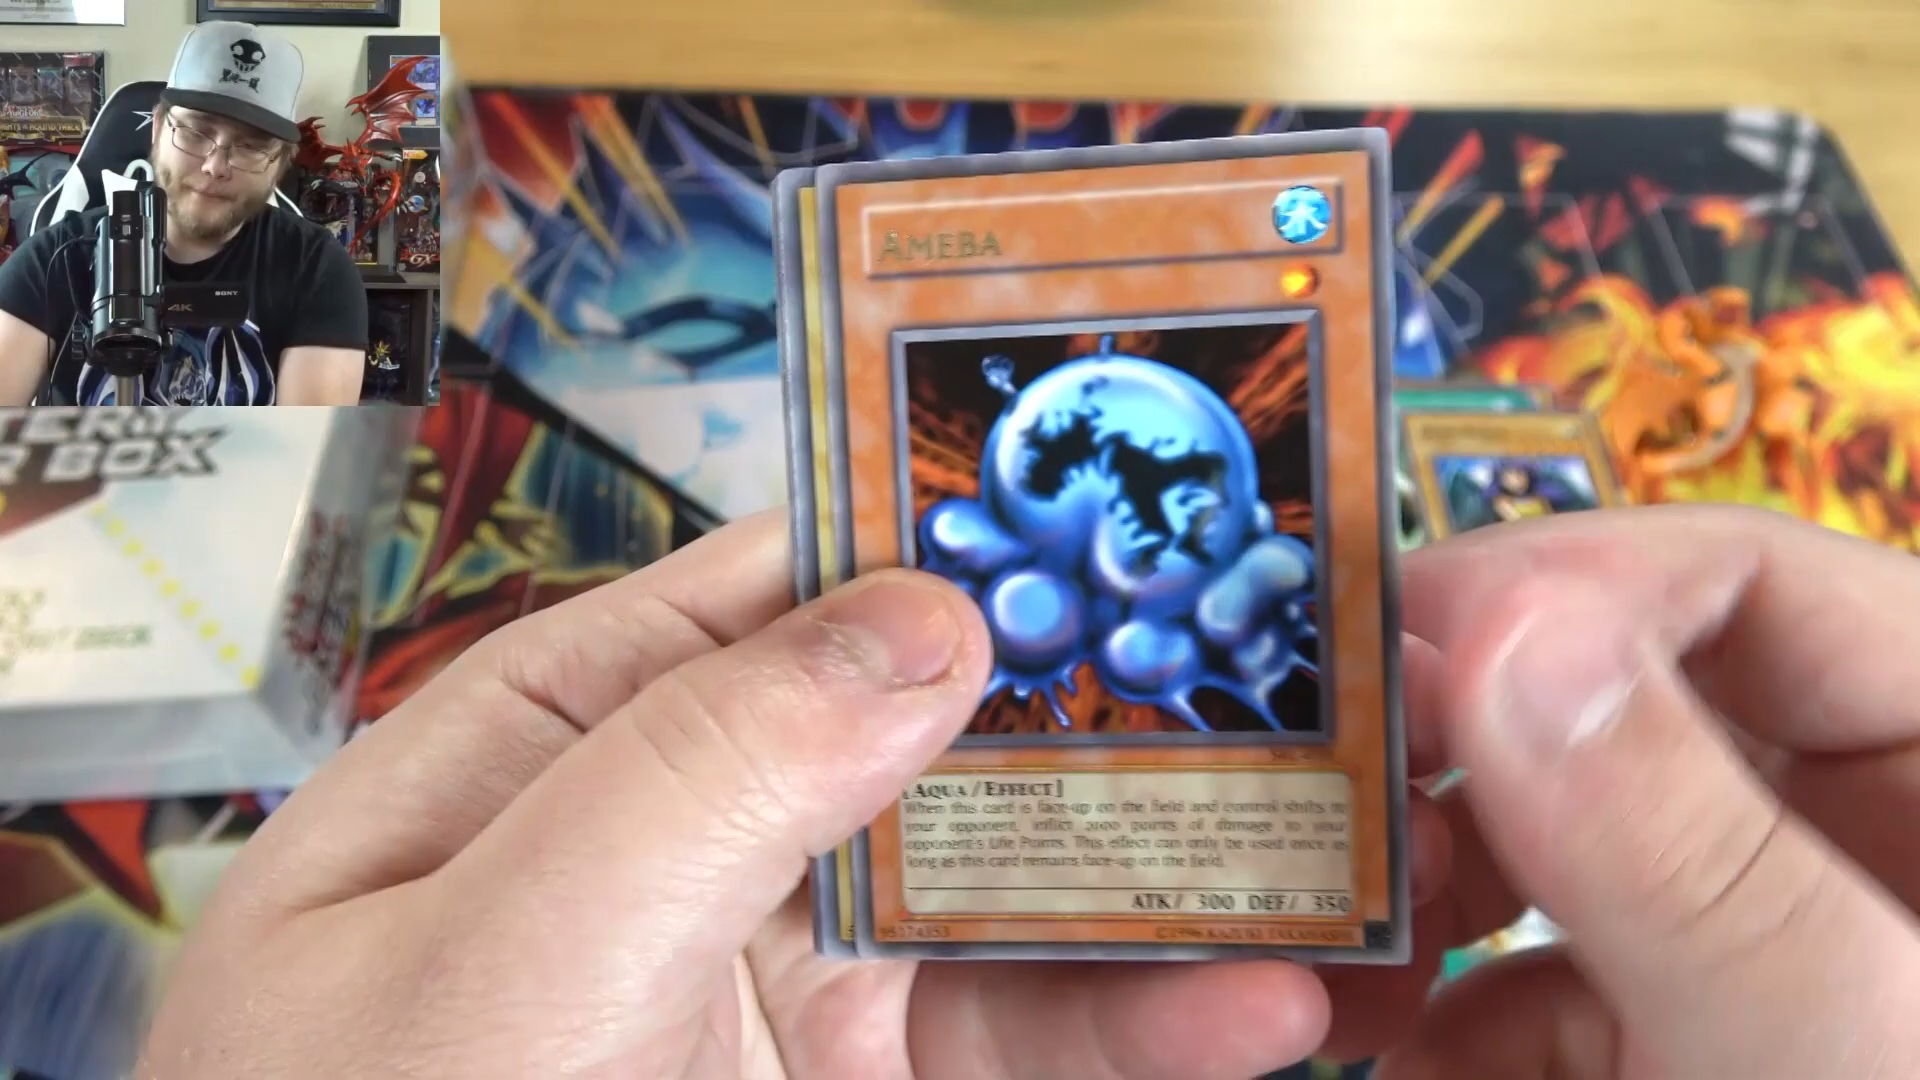 SONY
4K
GX
TERY
R BOX
AMEBA
[AQUA / EFFECT]
When this card is face-up on the field and control shifts to
your opponent, inflict 2000 points of damage to your
opponent's Life Points. This effect can only be used once as
long as this card remains face-up on the field.
ATK/ 300 DEF/ 350
95174353
©1996 KAZUKI TAKAHASHI